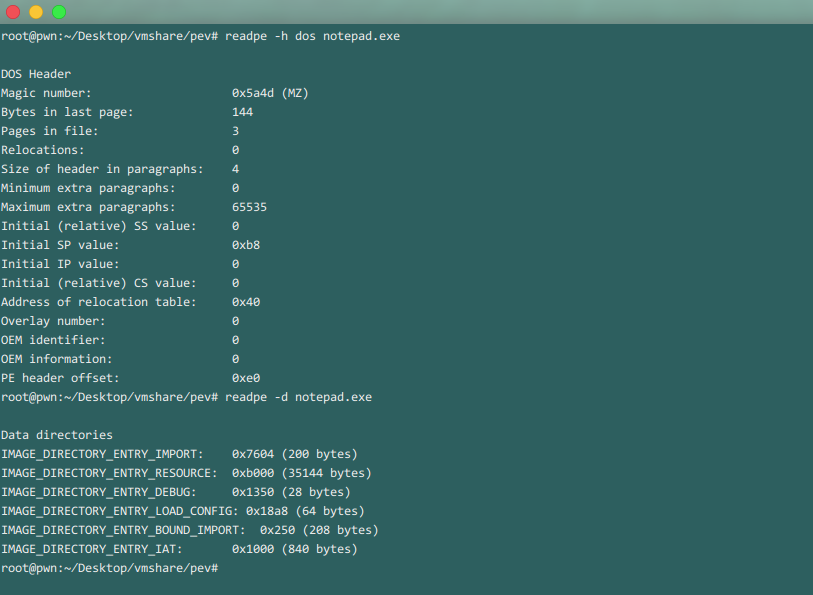 root@pwn:~/Desktop/vmshare/pev# readpe -h dos notepad.exe
DOS Header
Magic number: 0x5a4d (MZ)
Bytes in last page: 144
Pages in file: 3
Relocations: 0
Size of header in paragraphs: 4
Minimum extra paragraphs: 0
Maximum extra paragraphs: 65535
Initial (relative) SS value: 0
Initial SP value: 0xb8
Initial IP value: 0
Initial (relative) CS value: 0
Address of relocation table: 0x40
Overlay number: 0
OEM identifier: 0
OEM information: 0
PE header offset: 0xe0
root@pwn:~/Desktop/vmshare/pev# readpe -d notepad.exe
Data directories
IMAGE_DIRECTORY_ENTRY_IMPORT: 0x7604 (200 bytes)
IMAGE_DIRECTORY_ENTRY_RESOURCE: 0xb000 (35144 bytes)
IMAGE_DIRECTORY_ENTRY_DEBUG: 0x1350 (28 bytes)
IMAGE_DIRECTORY_ENTRY_LOAD_CONFIG: 0x18a8 (64 bytes)
IMAGE_DIRECTORY_ENTRY_BOUND_IMPORT: 0x250 (208 bytes)
IMAGE_DIRECTORY_ENTRY_IAT: 0x1000 (840 bytes)
root@pwn:~/Desktop/vmshare/pev#